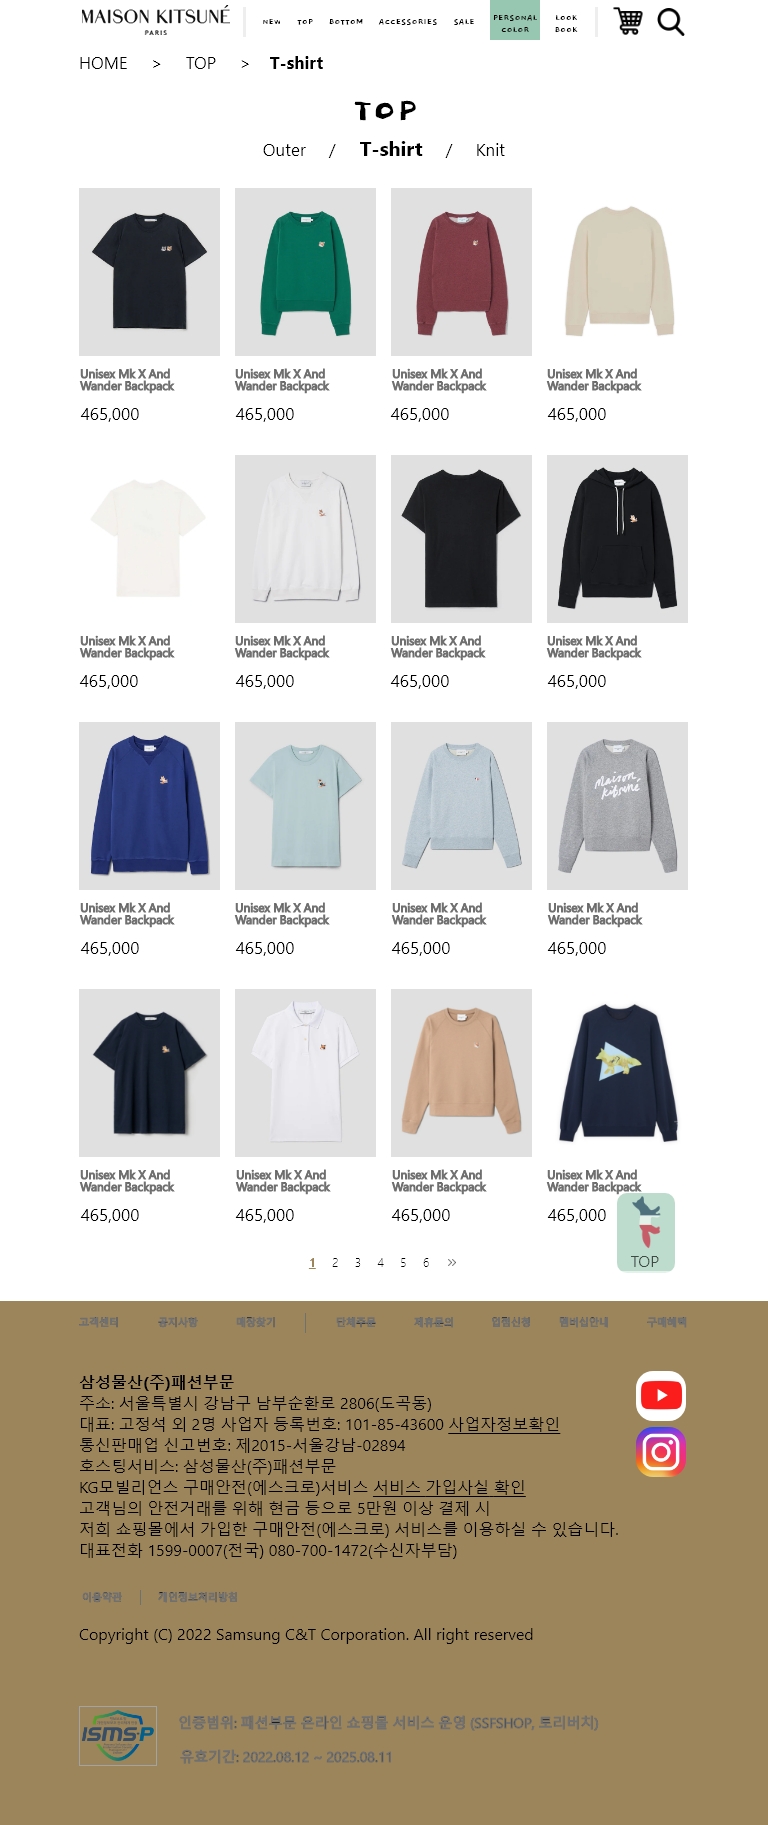 MAISON KITSUNÉ
PARIS
NEW TOP BOTTOM ACCESSORIES SALE PERSONAL COLOR LOOK BOOK
HOME > TOP > T-shirt
TOP
Outer / T-shirt / Knit
Unisex Mk X And Wander Backpack
465,000
Unisex Mk X And Wander Backpack
465,000
Unisex Mk X And Wander Backpack
465,000
Unisex Mk X And Wander Backpack
465,000
Unisex Mk X And Wander Backpack
465,000
Unisex Mk X And Wander Backpack
465,000
Unisex Mk X And Wander Backpack
465,000
Unisex Mk X And Wander Backpack
465,000
Unisex Mk X And Wander Backpack
465,000
Unisex Mk X And Wander Backpack
465,000
Unisex Mk X And Wander Backpack
465,000
Maison Kitsuné
Unisex Mk X And Wander Backpack
465,000
Unisex Mk X And Wander Backpack
465,000
Unisex Mk X And Wander Backpack
465,000
Unisex Mk X And Wander Backpack
465,000
Unisex Mk X And Wander Backpack
465,000
TOP
1 2 3 4 5 6 »
고객센터 공지사항 매장찾기 | 단체주문 제휴문의 입점신청 멤버십안내 구매혜택
삼성물산(주)패션부문
주소: 서울특별시 강남구 남부순환로 2806(도곡동)
대표: 고정석 외 2명 사업자 등록번호: 101-85-43600 사업자정보확인
통신판매업 신고번호: 제2015-서울강남-02894
호스팅서비스: 삼성물산(주)패션부문
KG모빌리언스 구매안전(에스크로)서비스 서비스 가입사실 확인
고객님의 안전거래를 위해 현금 등으로 5만원 이상 결제 시
저희 쇼핑몰에서 가입한 구매안전(에스크로) 서비스를 이용하실 수 있습니다.
대표전화 1599-0007(전국) 080-700-1472(수신자부담)
이용약관 | 개인정보처리방침
Copyright (C) 2022 Samsung C&T Corporation. All right reserved
ISMS-P
인증범위: 패션부문 온라인 쇼핑몰 서비스 운영 (SSFSHOP, 토리버치)
유효기간: 2022.08.12 ~ 2025.08.11